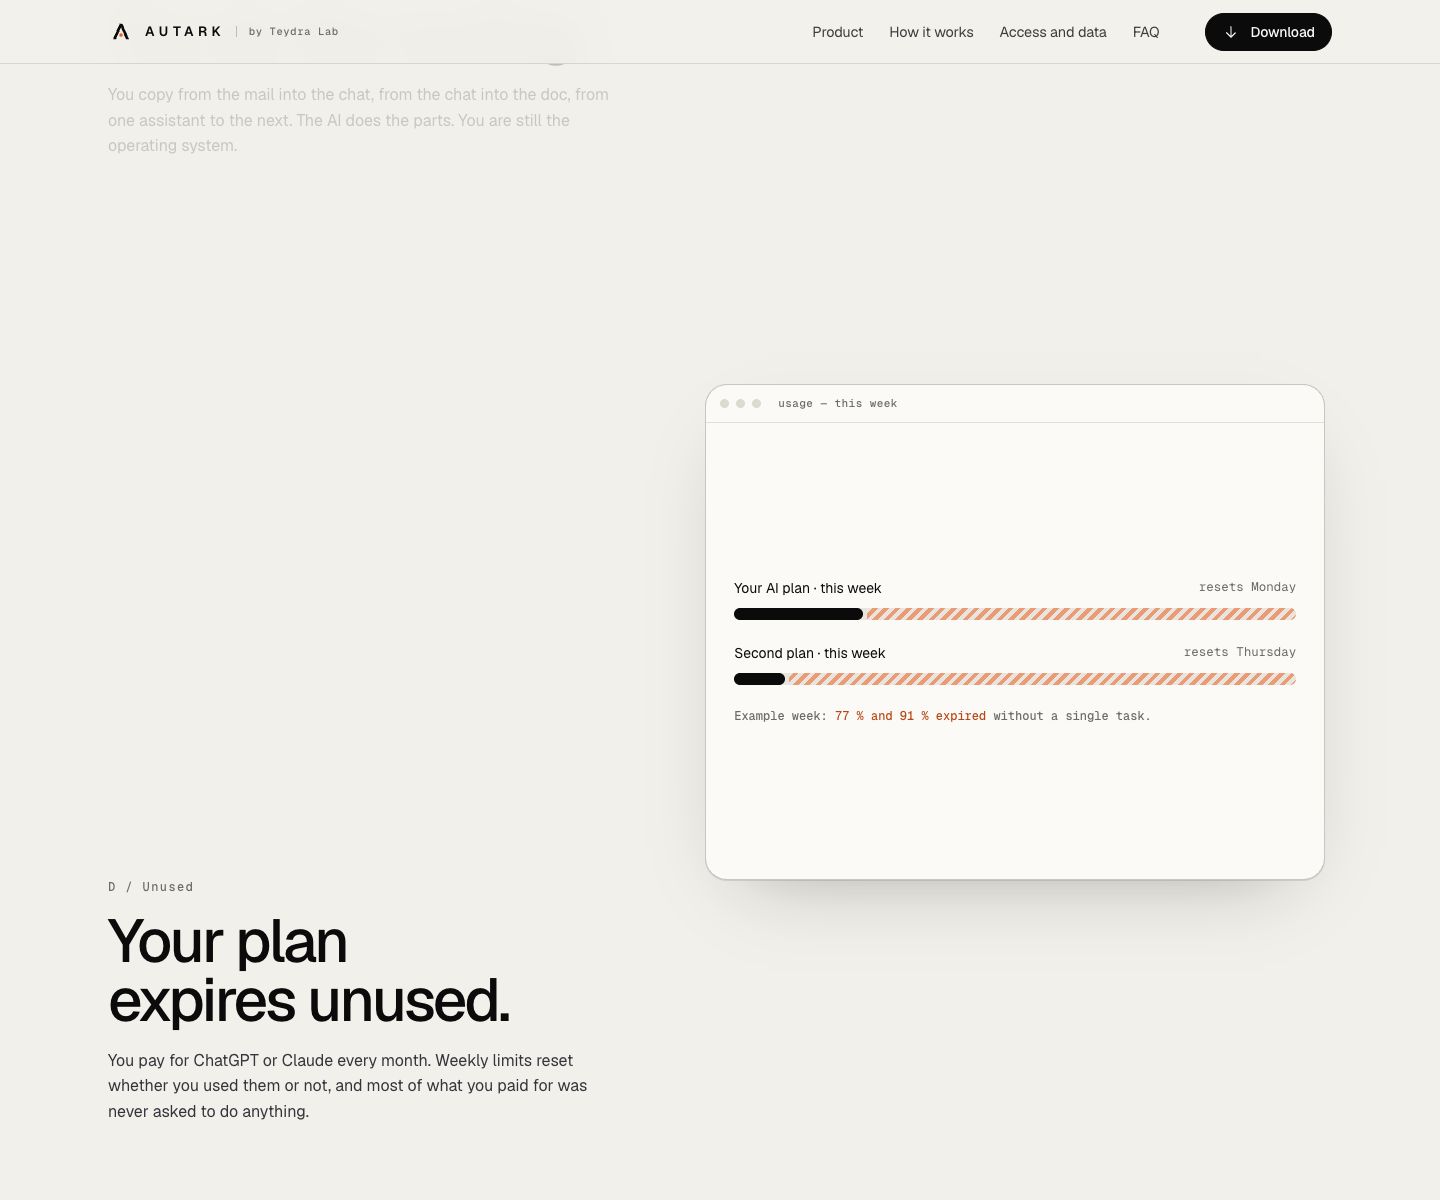 AUTARK
by Teydra Lab
Product
How it works
Access and data
FAQ
Download
You copy from the mail into the chat, from the chat into the doc, from
one assistant to the next. The AI does the parts. You are still the
operating system.
usage — this week
Your AI plan · this week
resets Monday
Second plan · this week
resets Thursday
Example week: 77 % and 91 % expired without a single task.
D / Unused
Your plan
expires unused.
You pay for ChatGPT or Claude every month. Weekly limits reset
whether you used them or not, and most of what you paid for was
never asked to do anything.